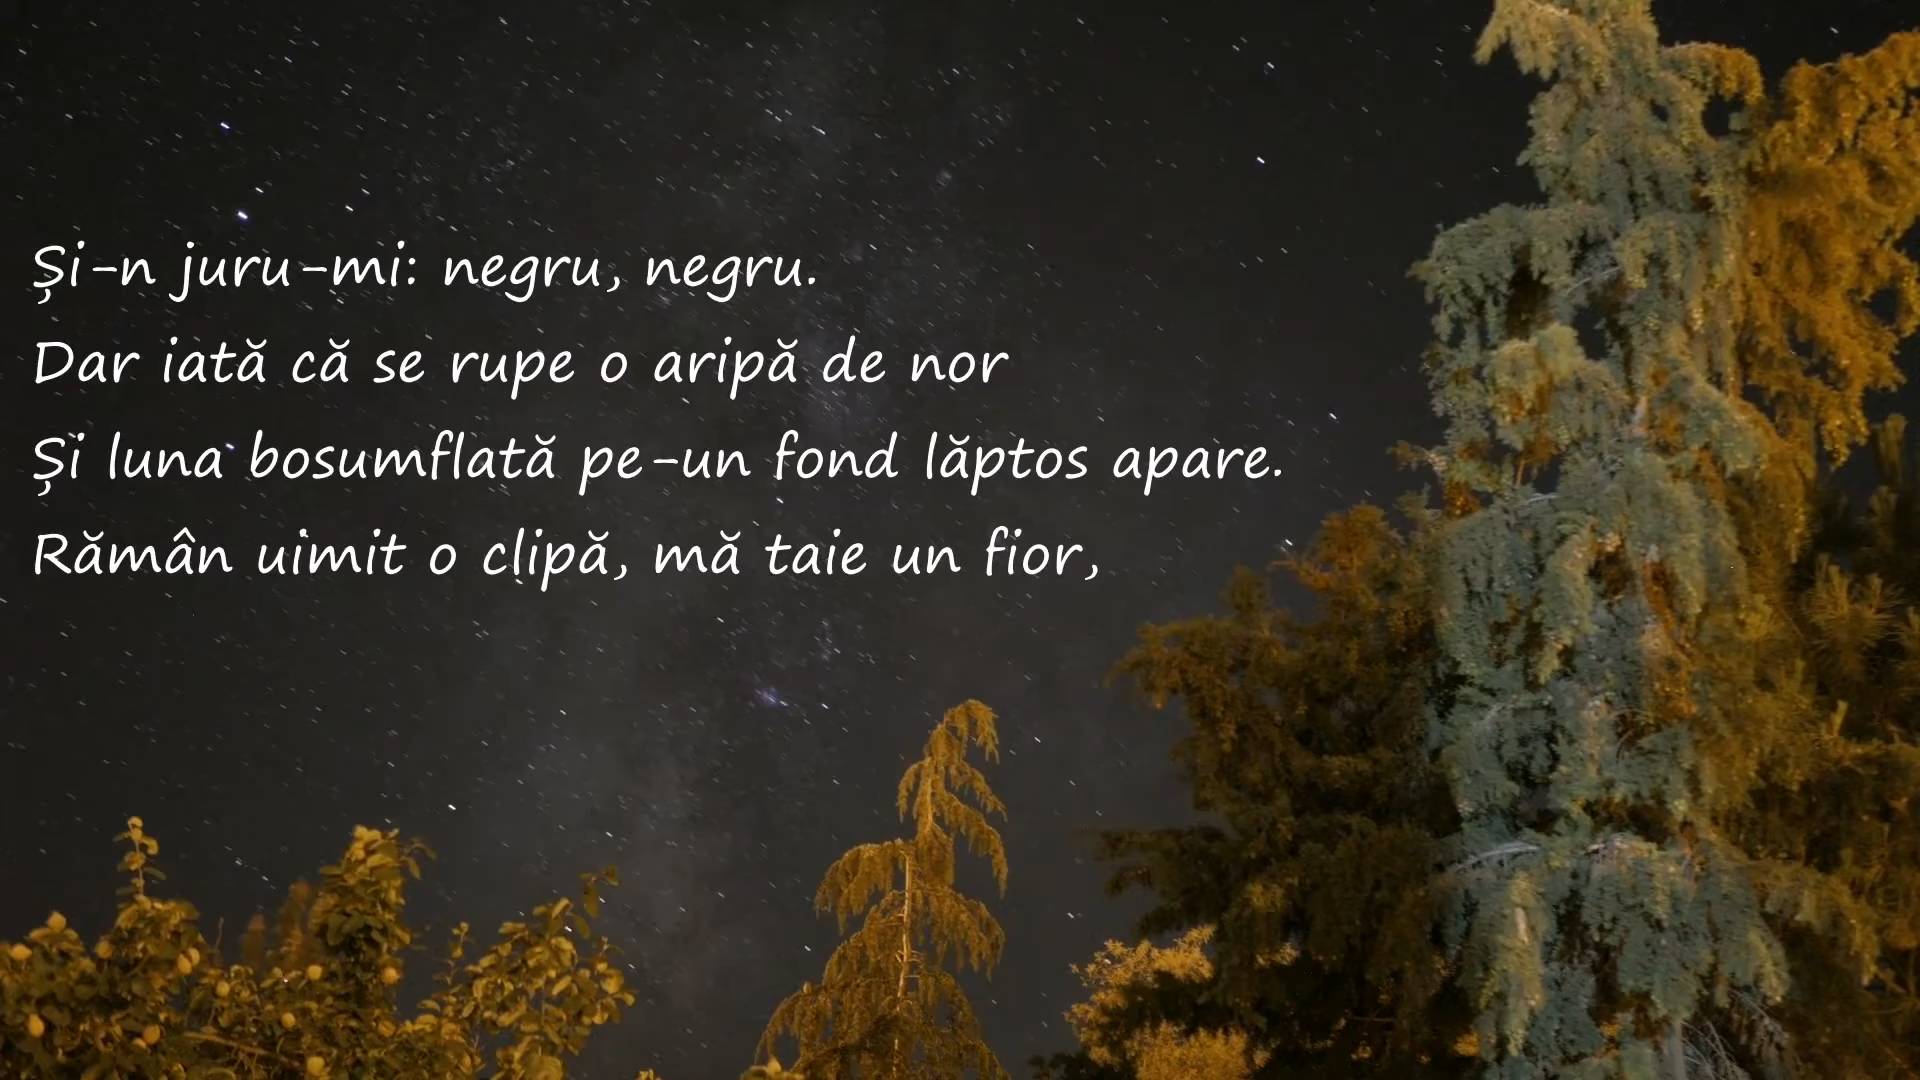 Și-n juru-mi: negru, negru.
Dar iată că se rupe o aripă de nor
Și luna bosumflată pe-un fond lăptos apare.
Rămân uimit o clipă, mă taie un fior,